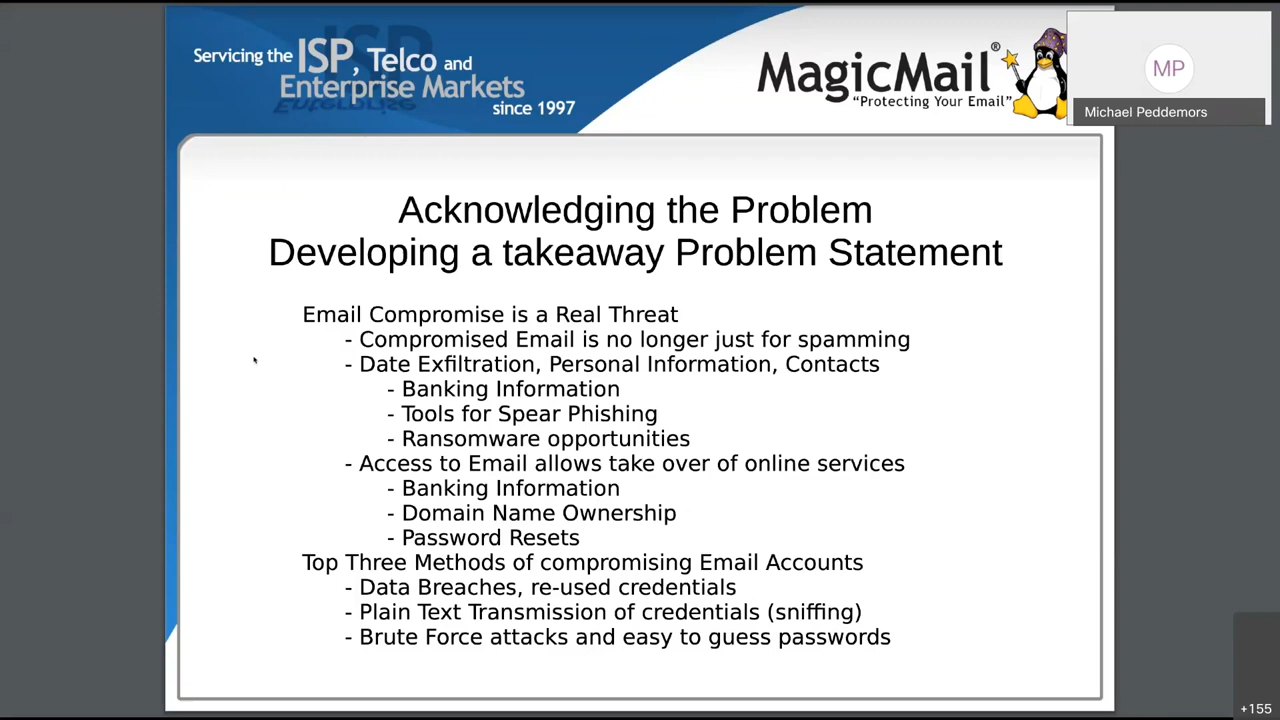 Servicing the ISP, Telco and
Enterprise Markets
since 1997
MagicMail®
"Protecting Your Email"
MP
Michael Peddemors
Acknowledging the Problem
Developing a takeaway Problem Statement
Email Compromise is a Real Threat
- Compromised Email is no longer just for spamming
- Date Exfiltration, Personal Information, Contacts
- Banking Information
- Tools for Spear Phishing
- Ransomware opportunities
- Access to Email allows take over of online services
- Banking Information
- Domain Name Ownership
- Password Resets
Top Three Methods of compromising Email Accounts
- Data Breaches, re-used credentials
- Plain Text Transmission of credentials (sniffing)
- Brute Force attacks and easy to guess passwords
+155